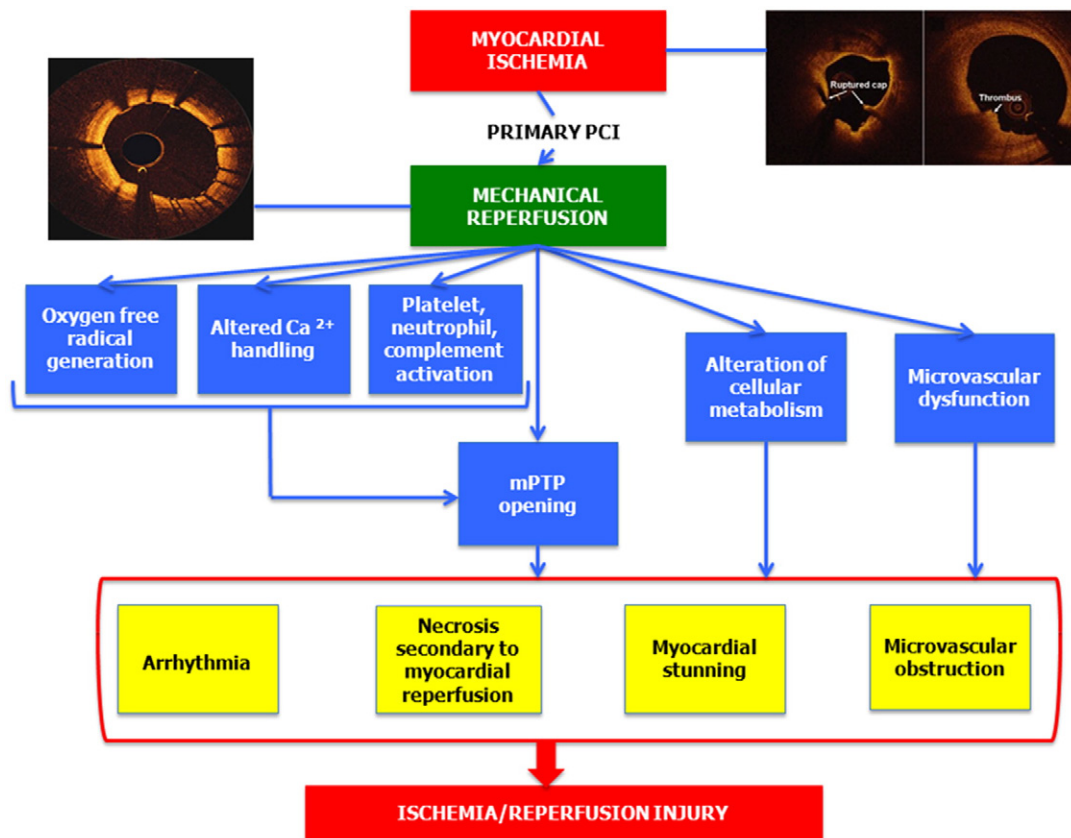 MYOCARDIAL
ISCHEMIA
Ruptured cap
Thrombus
PRIMARY PCI
MECHANICAL
REPERFUSION
Oxygen free
radical
generation
Altered Ca 2+
handling
Platelet,
neutrophil,
complement
activation
Alteration of
cellular
metabolism
Microvascular
dysfunction
mPTP
opening
Arrhythmia
Necrosis
secondary to
myocardial
reperfusion
Myocardial
stunning
Microvascular
obstruction
ISCHEMIA/REPERFUSION INJURY